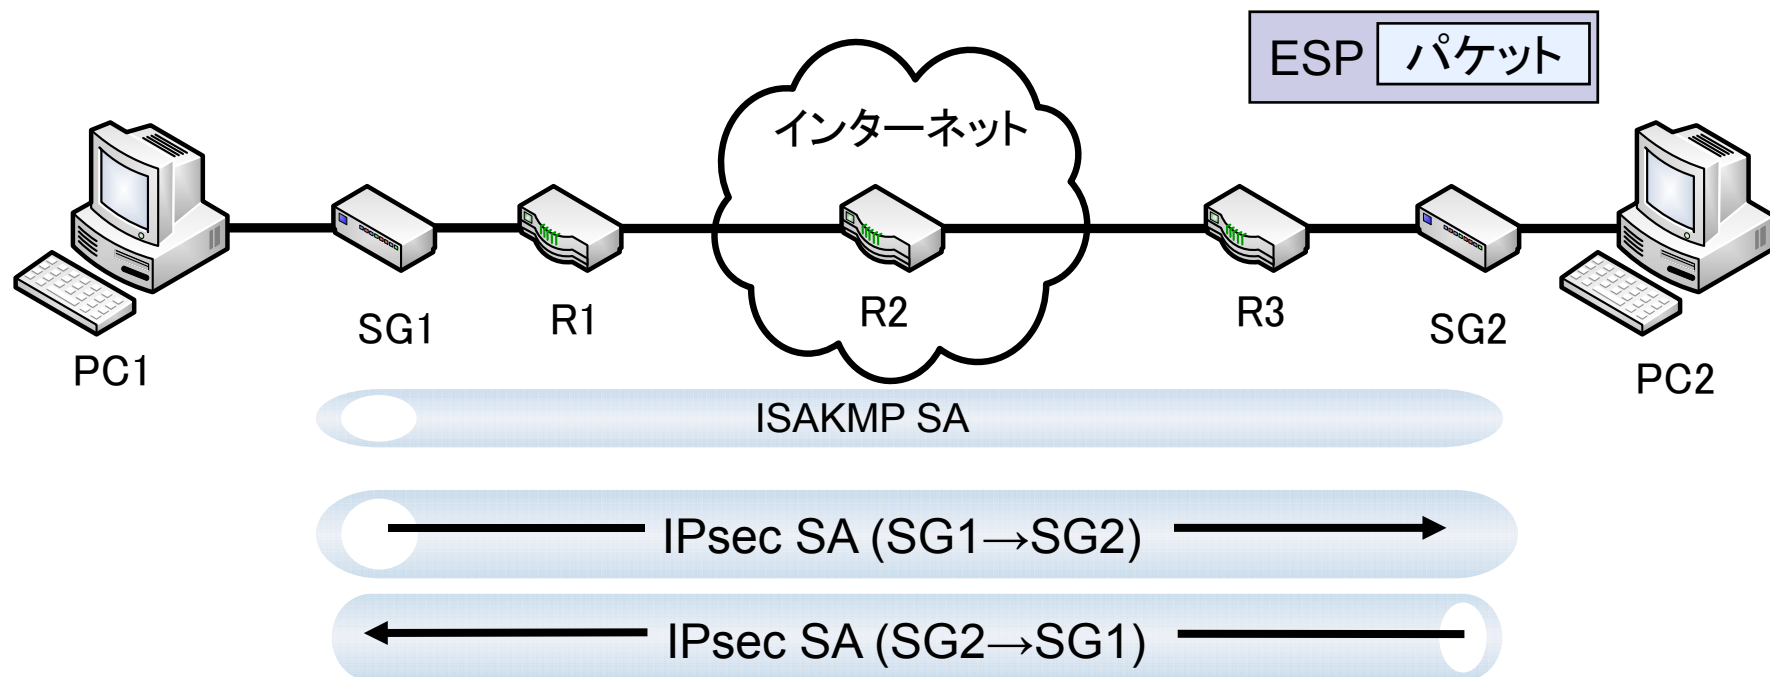 ESP パケット
インターネット
PC1
SG1
R1
R2
R3
SG2
PC2
ISAKMP SA
IPsec SA (SG1→SG2)
IPsec SA (SG2→SG1)